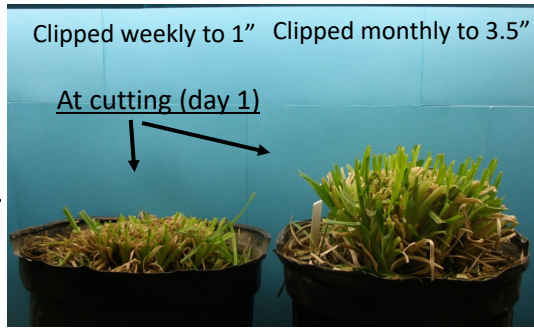 Clipped weekly to 1”
Clipped monthly to 3.5”
At cutting (day 1)